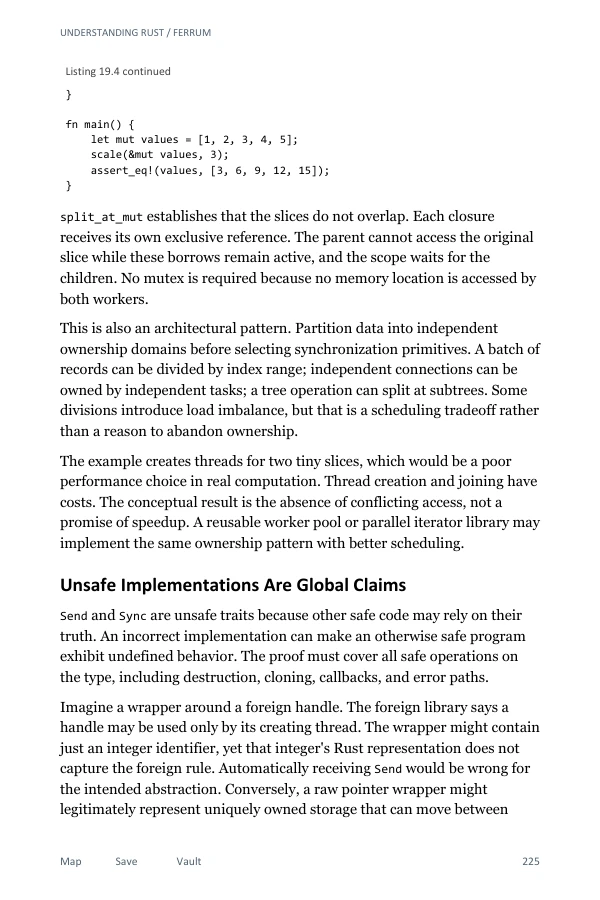 UNDERSTANDING RUST / FERRUM
Listing 19.4 continued
}
fn main() {
    let mut values = [1, 2, 3, 4, 5];
    scale(&mut values, 3);
    assert_eq!(values, [3, 6, 9, 12, 15]);
}
split_at_mut establishes that the slices do not overlap. Each closure
receives its own exclusive reference. The parent cannot access the original
slice while these borrows remain active, and the scope waits for the
children. No mutex is required because no memory location is accessed by
both workers.
This is also an architectural pattern. Partition data into independent
ownership domains before selecting synchronization primitives. A batch of
records can be divided by index range; independent connections can be
owned by independent tasks; a tree operation can split at subtrees. Some
divisions introduce load imbalance, but that is a scheduling tradeoff rather
than a reason to abandon ownership.
The example creates threads for two tiny slices, which would be a poor
performance choice in real computation. Thread creation and joining have
costs. The conceptual result is the absence of conflicting access, not a
promise of speedup. A reusable worker pool or parallel iterator library may
implement the same ownership pattern with better scheduling.
Unsafe Implementations Are Global Claims
Send and Sync are unsafe traits because other safe code may rely on their
truth. An incorrect implementation can make an otherwise safe program
exhibit undefined behavior. The proof must cover all safe operations on
the type, including destruction, cloning, callbacks, and error paths.
Imagine a wrapper around a foreign handle. The foreign library says a
handle may be used only by its creating thread. The wrapper might contain
just an integer identifier, yet that integer's Rust representation does not
capture the foreign rule. Automatically receiving Send would be wrong for
the intended abstraction. Conversely, a raw pointer wrapper might
legitimately represent uniquely owned storage that can move between
Map Save Vault 225